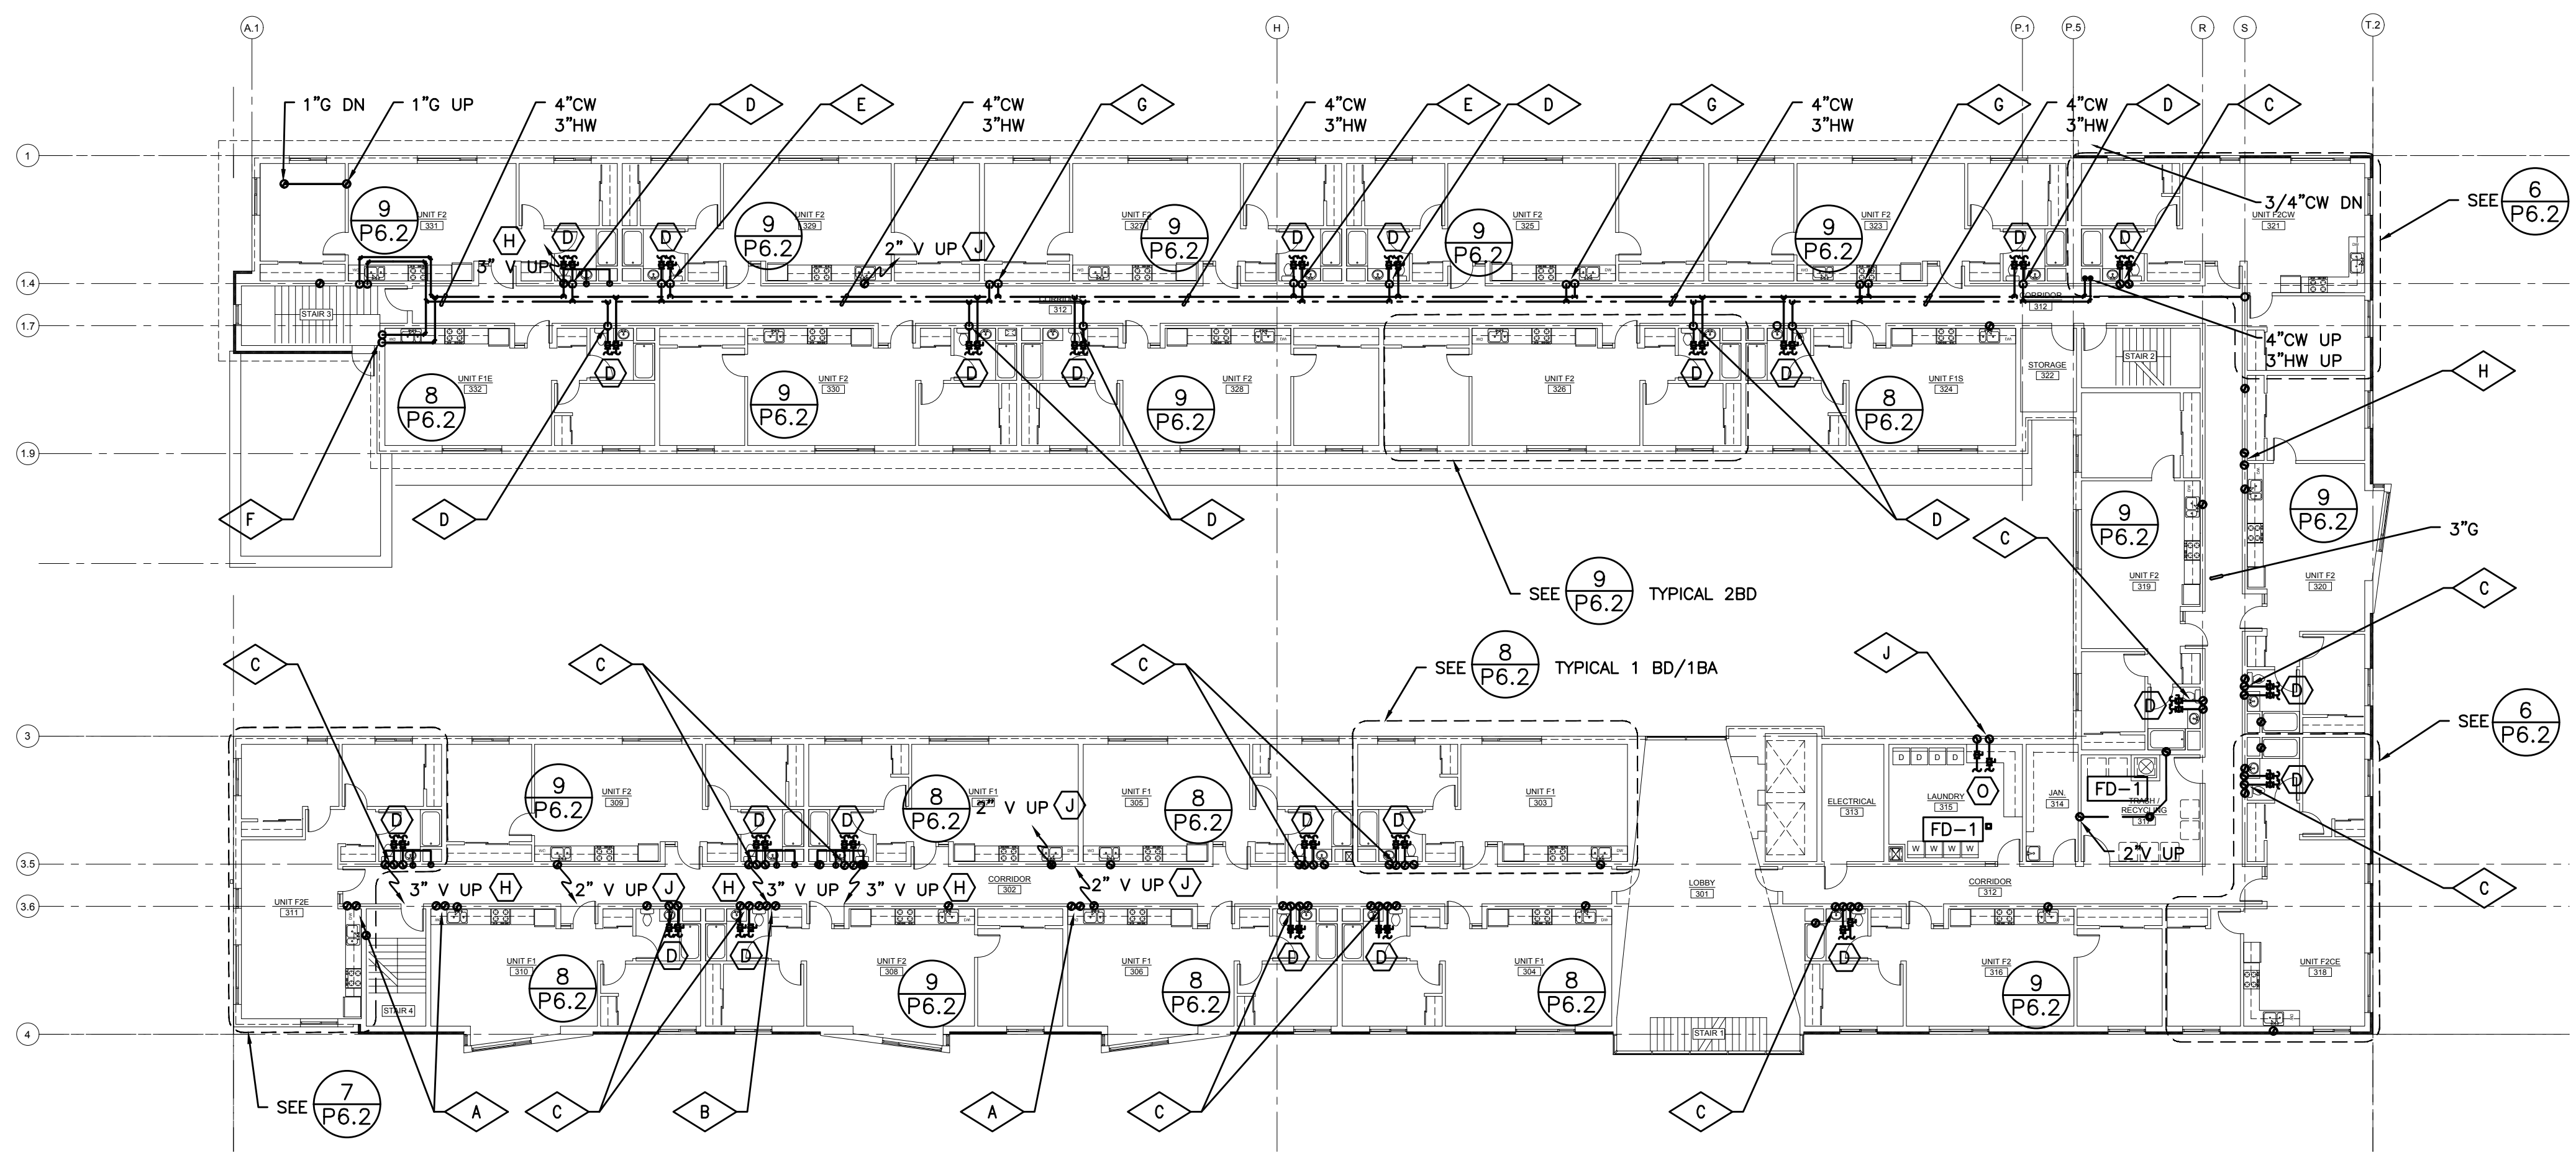 A.1
H
P.1
P.5
R
S
T.2
1
1.4
1.7
1.9
3
3.5
3.6
4
1"G DN
1"G UP
4"CW
3"HW
D
E
4"CW
3"HW
G
4"CW
3"HW
E
D
G
4"CW
3"HW
G
4"CW
3"HW
D
C
3/4"CW DN
SEE
6
P6.2
9
P6.2
UNIT F2
331
H
3" V UP
D
D
9
P6.2
UNIT F2
329
2" V UP
J
9
P6.2
UNIT F2
327
D
D
9
P6.2
UNIT F2
325
9
P6.2
UNIT F2
323
D
D
UNIT F2CW
321
STAIR 3
CORRIDOR
312
CORRIDOR
312
4"CW UP
3"HW UP
H
UNIT F1E
332
8
P6.2
D
9
P6.2
UNIT F2
330
D
D
9
P6.2
UNIT F2
328
UNIT F2
326
D
D
8
P6.2
UNIT F1S
324
STORAGE
322
STAIR 2
F
D
D
D
C
9
P6.2
UNIT F2
319
9
P6.2
UNIT F2
320
3"G
SEE
9
P6.2
TYPICAL 2BD
C
C
C
C
SEE
8
P6.2
TYPICAL 1 BD/1BA
J
D
D
SEE
6
P6.2
D
D
9
P6.2
UNIT F2
309
D
D
8
P6.2
UNIT F1
2" V UP
J
UNIT F1
305
8
P6.2
D
D
UNIT F1
303
ELECTRICAL
313
D D D D
LAUNDRY
315
O
FD-1
W W W W
JAN.
314
FD-1
TRASH /
RECYCLING
317
2"V UP
C
UNIT F2E
311
3" V UP
H
2" V UP
J
H
3" V UP
3" V UP
H
CORRIDOR
302
2" V UP
J
LOBBY
301
CORRIDOR
312
STAIR 4
UNIT F1
310
8
P6.2
D
D
UNIT F2
308
9
P6.2
UNIT F1
306
8
P6.2
D
D
UNIT F1
304
8
P6.2
STAIR 1
D
UNIT F2
316
9
P6.2
UNIT F2CE
318
SEE
7
P6.2
A
C
B
A
C
C